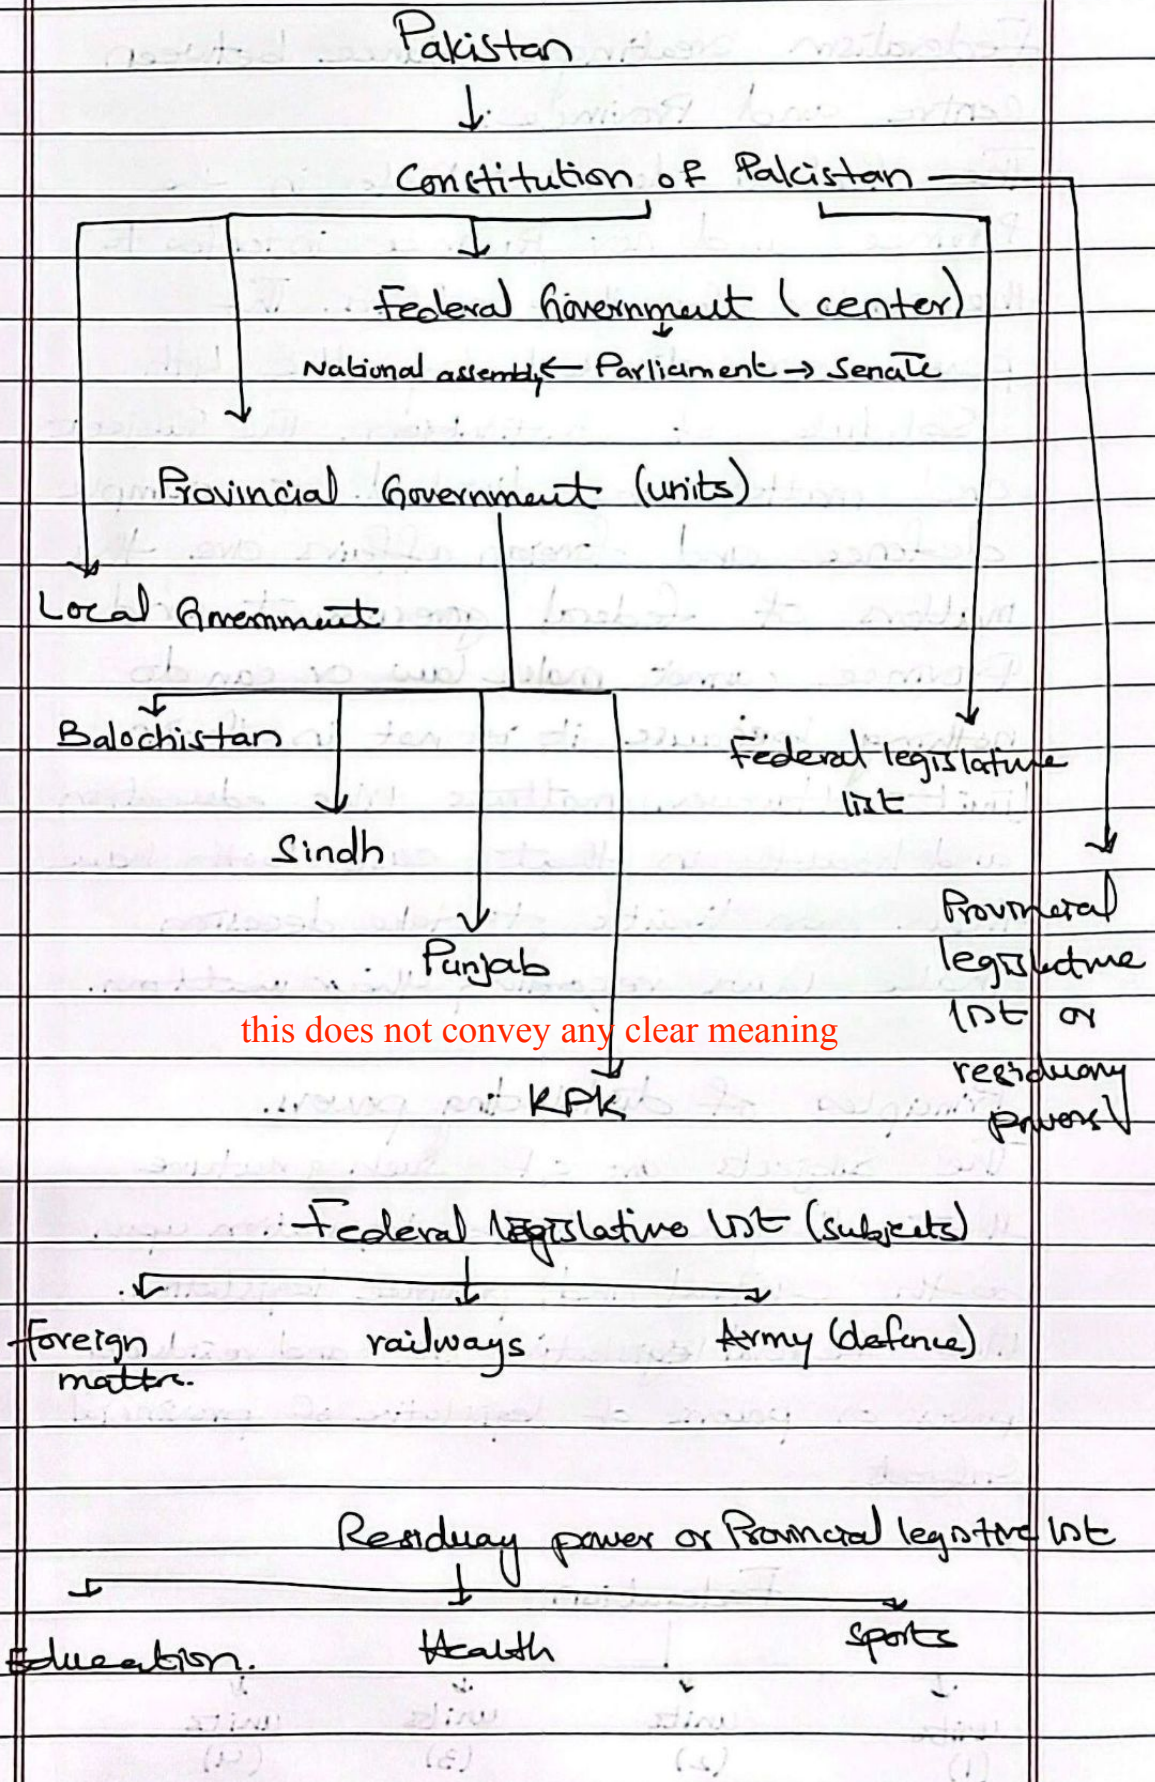 Pakistan
Constitution of Pakistan
Federal Government (center)
National assembly ← Parliament → Senate
Provincial Government (units)
Local Government
Balochistan
Federal legislature
list
Sindh
Provincial
Punjab
legislature
list or
this does not convey any clear meaning
residuary
KPK
powers
Federal legislative list (subjects)
foreign
matter.
railways
Army (defence)
Residuay power or Provincial legistive list
Education.
Health
sports